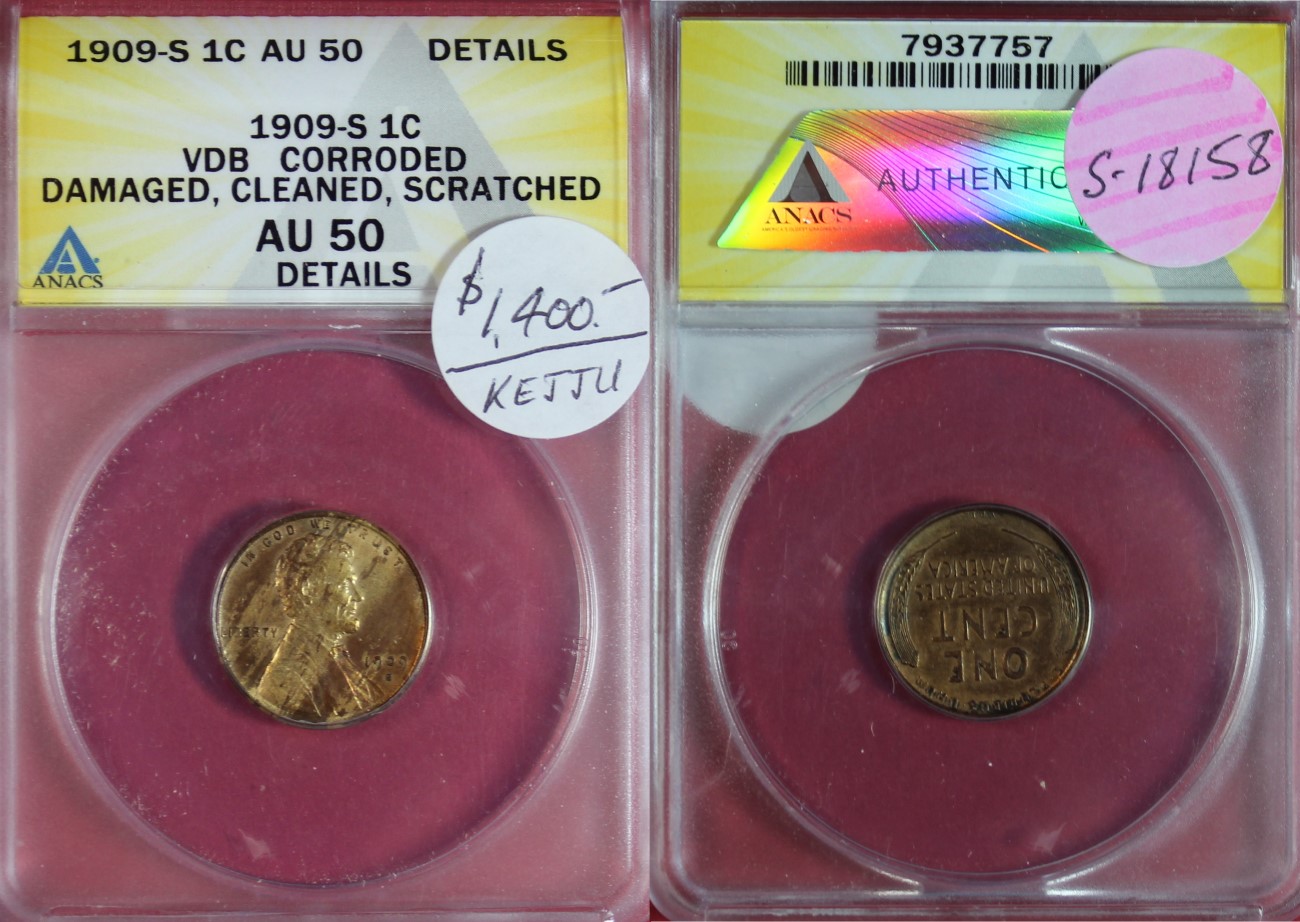 1909-S 1C AU 50 DETAILS
1909-S 1C
VDB CORRODED
DAMAGED, CLEANED, SCRATCHED
AU 50
DETAILS
ANACS
$1,400.-
KEJJU
IN GOD WE TRUST
LIBERTY
1909
S
7937757
AUTHENTIC
ANACS
S-18158
ONE
CENT
UNITED STATES
OF AMERICA